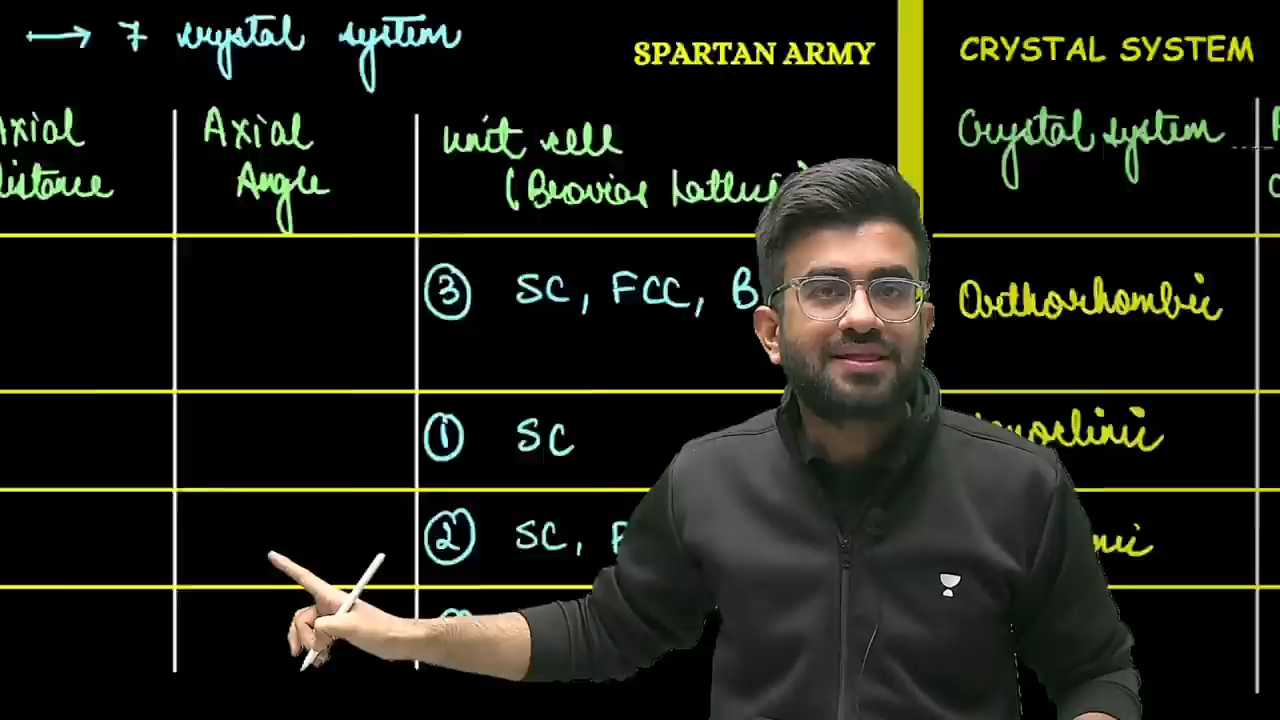 → 7 crystal system
SPARTAN ARMY
CRYSTAL SYSTEM
Axial
Distance
Axial
Angle
Unit cell
(Bravias Lattice)
Crystal system
③ SC, FCC, B
Orthorhombic
① SC
Monoclinic
② SC,